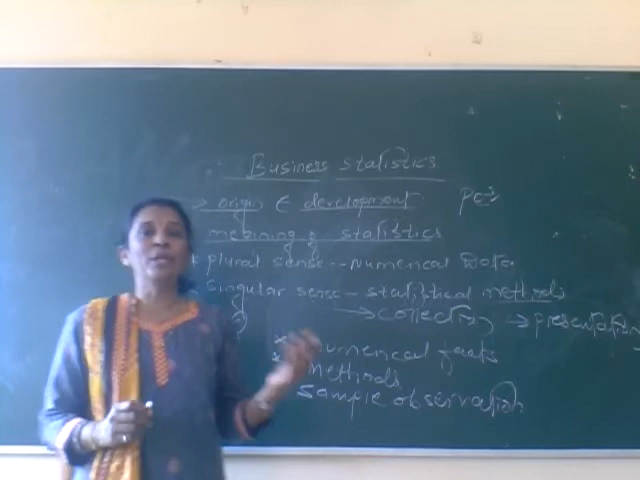 Business statistics
→ origin & development
meaning of statistics
plural sense -- Numerical Data
singular sense - statistical methods
→ collection → presentation
numerical facts
methods
sample observation